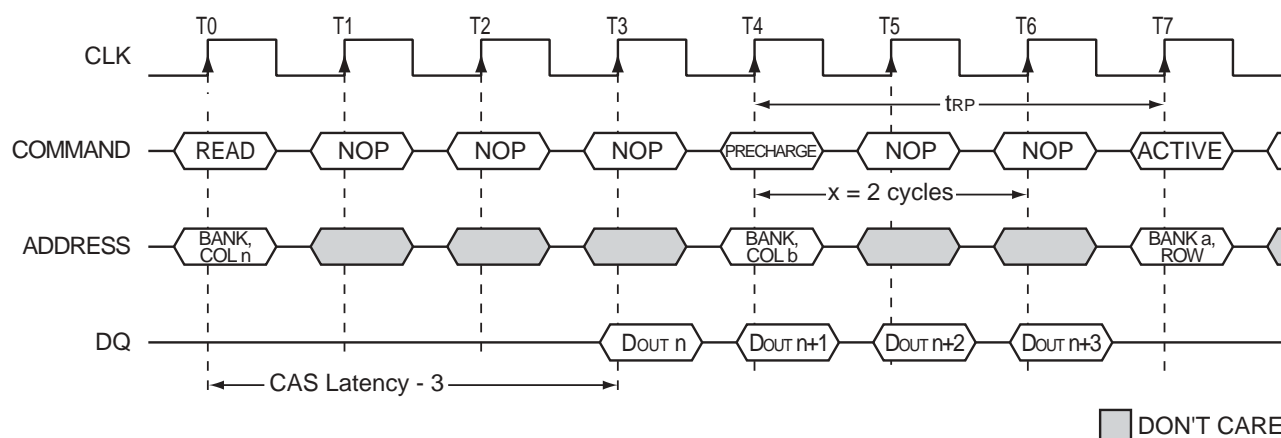 T0 T1 T2 T3 T4 T5 T6 T7
CLK
tRP
COMMAND READ NOP NOP NOP PRECHARGE NOP NOP ACTIVE
x = 2 cycles
ADDRESS BANK, COL n BANK, COL b BANK a, ROW
DQ DOUT n DOUT n+1 DOUT n+2 DOUT n+3
CAS Latency - 3
DON'T CARE